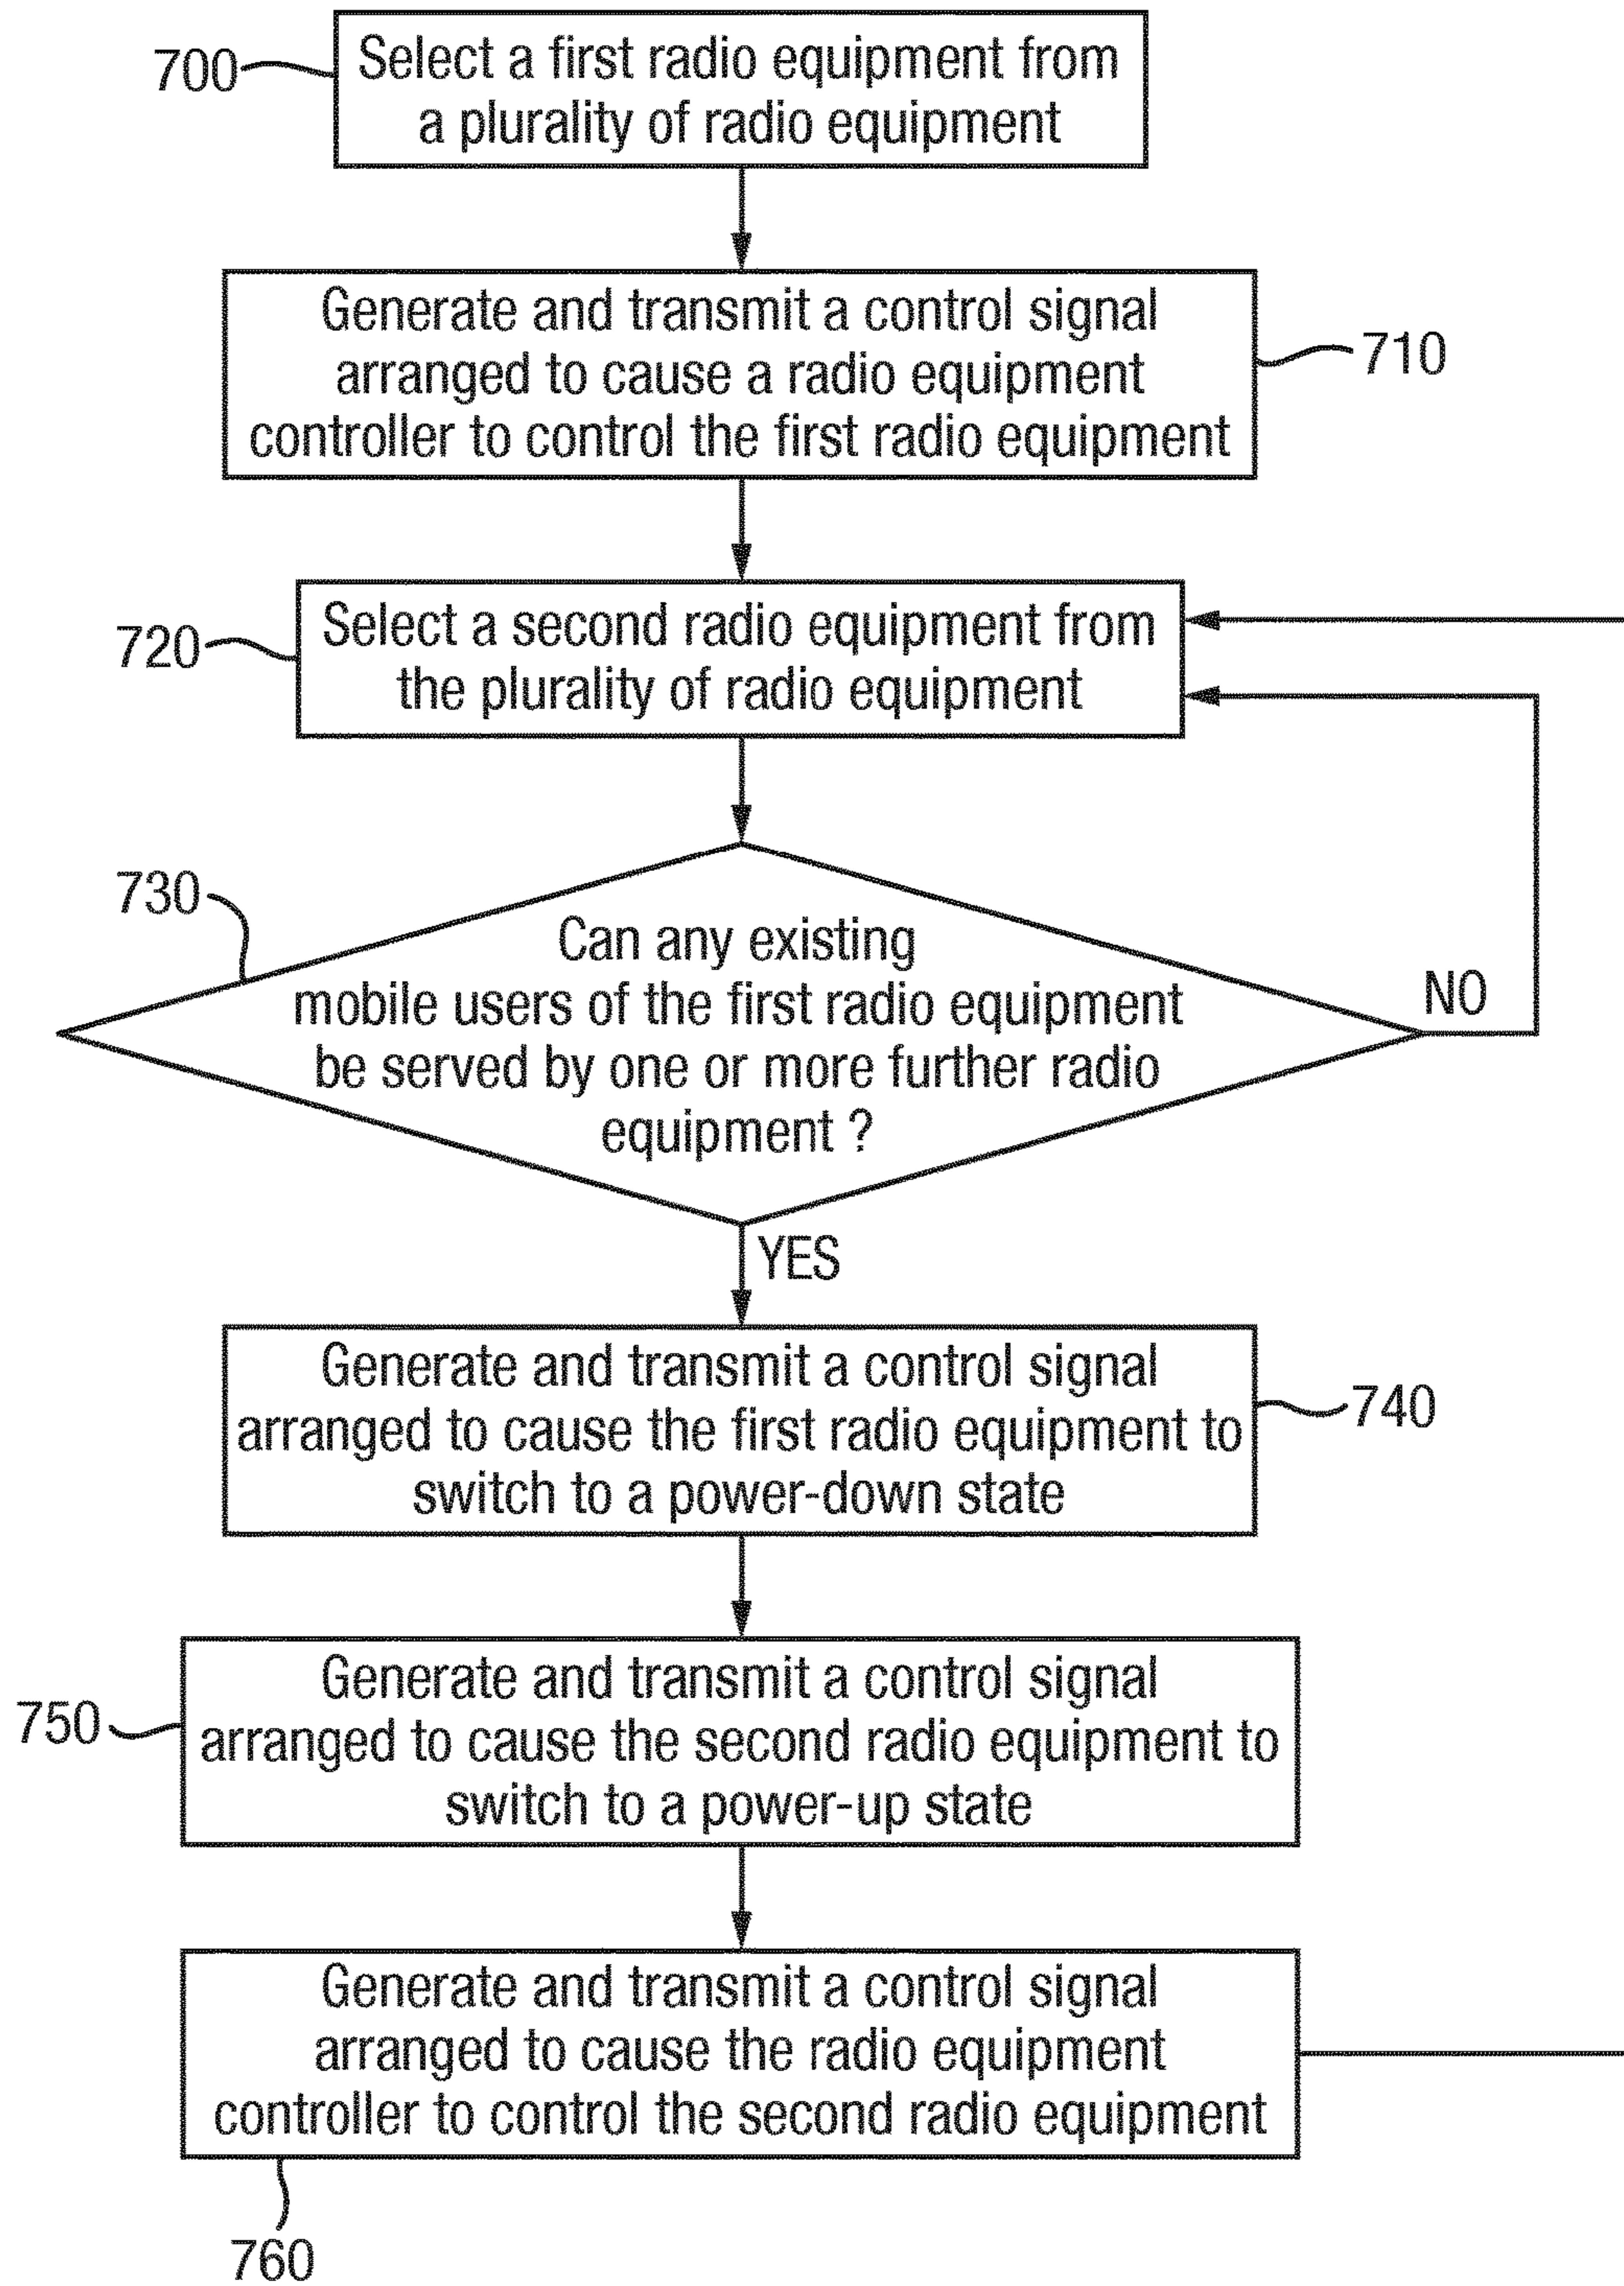 700
Select a first radio equipment from
a plurality of radio equipment
Generate and transmit a control signal
arranged to cause a radio equipment
controller to control the first radio equipment
710
720
Select a second radio equipment from
the plurality of radio equipment
730
Can any existing
mobile users of the first radio equipment
be served by one or more further radio
equipment ?
NO
YES
Generate and transmit a control signal
arranged to cause the first radio equipment to
switch to a power-down state
740
750
Generate and transmit a control signal
arranged to cause the second radio equipment to
switch to a power-up state
Generate and transmit a control signal
arranged to cause the radio equipment
controller to control the second radio equipment
760